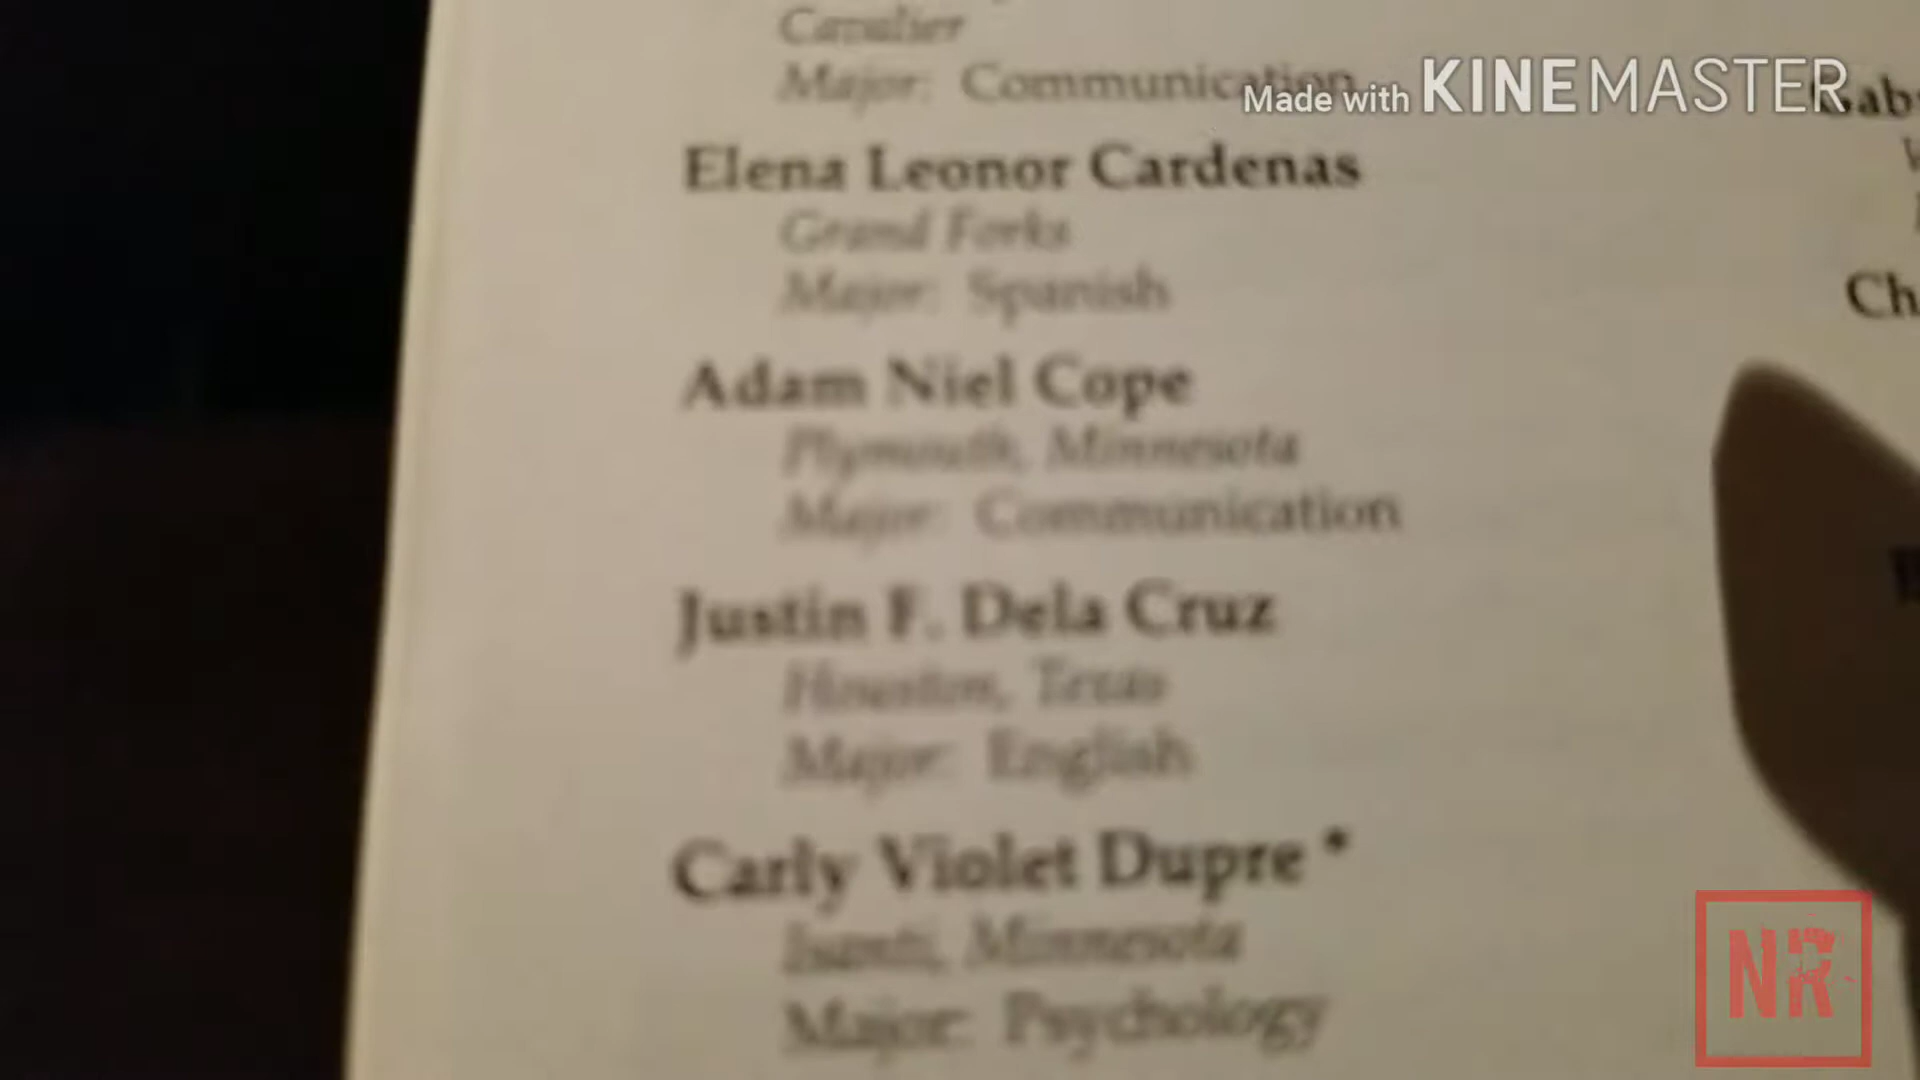 Cavalier
Major: Communication
Made with KINEMASTER
Elena Leonor Cardenas
Grand Forks
Major: Spanish
Adam Niel Cope
Plymouth, Minnesota
Major: Communication
Justin F. Dela Cruz
Houston, Texas
Major: English
Carly Violet Dupre *
Isanti, Minnesota
Major: Psychology
Gab
Ch
NR